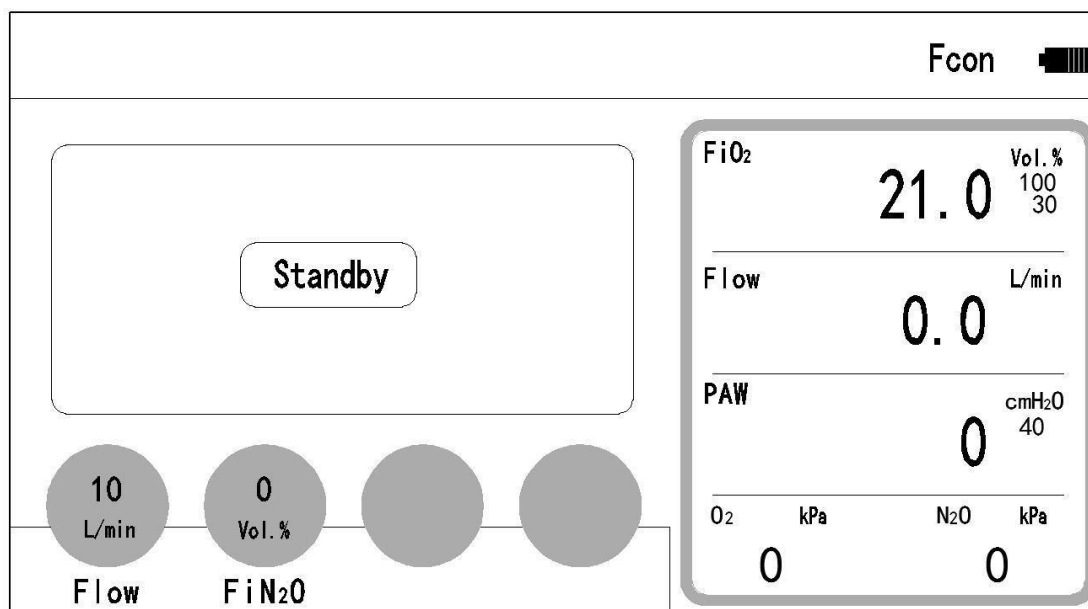 Fcon
Standby
FiO₂ Vol.%
21.0 100
30
Flow L/min
0.0
PAW cmH₂O
0 40
O₂ kPa N₂O kPa
0 0
10 0
L/min Vol.%
Flow FiN₂O